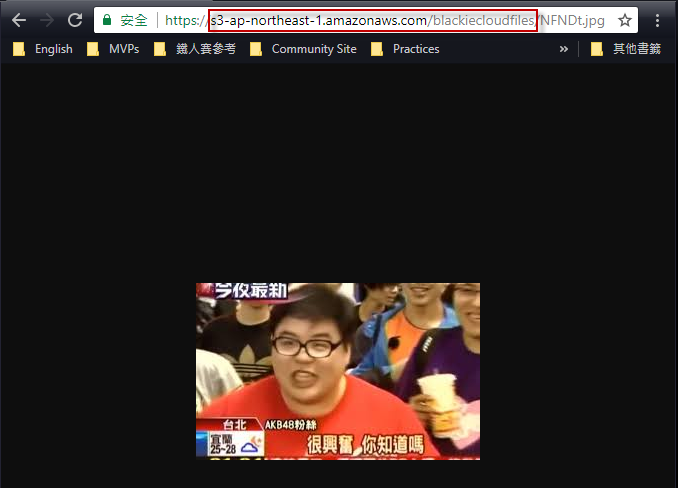 安全 https://s3-ap-northeast-1.amazonaws.com/blackiecloudfiles/NFNDt.jpg
English MVPs 鐵人賽參考 Community Site Practices » 其他書籤
今夜最新
台北 AKB48粉絲
宜蘭
25~28
很興奮 你知道嗎